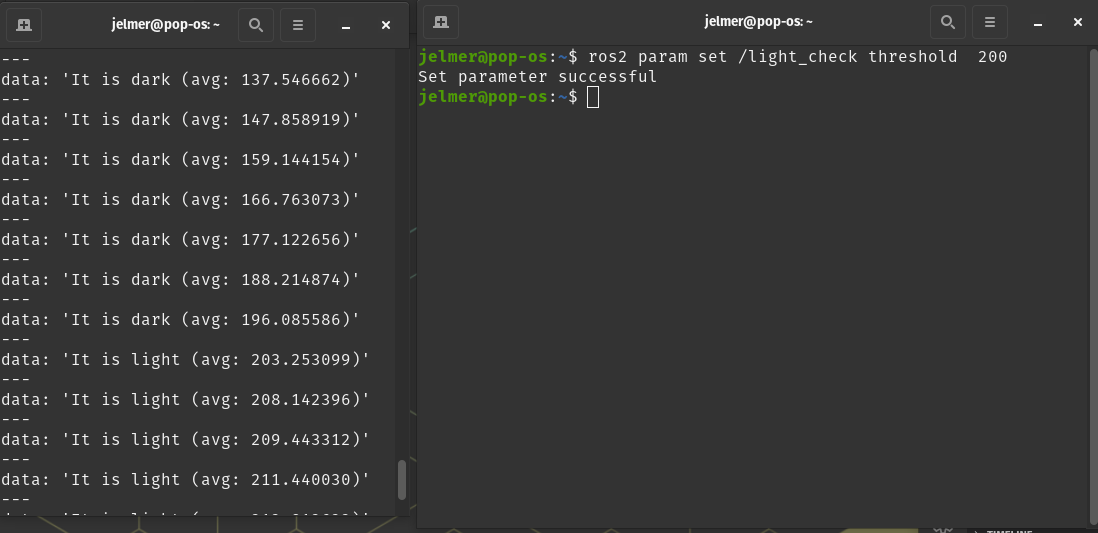 jelmer@pop-os: ~
---
data: 'It is dark (avg: 137.546662)'
---
data: 'It is dark (avg: 147.858919)'
---
data: 'It is dark (avg: 159.144154)'
---
data: 'It is dark (avg: 166.763073)'
---
data: 'It is dark (avg: 177.122656)'
---
data: 'It is dark (avg: 188.214874)'
---
data: 'It is dark (avg: 196.085586)'
---
data: 'It is light (avg: 203.253099)'
---
data: 'It is light (avg: 208.142396)'
---
data: 'It is light (avg: 209.443312)'
---
data: 'It is light (avg: 211.440030)'
---
jelmer@pop-os: ~
jelmer@pop-os:~$ ros2 param set /light_check threshold  200
Set parameter successful
jelmer@pop-os:~$
TIMELINE